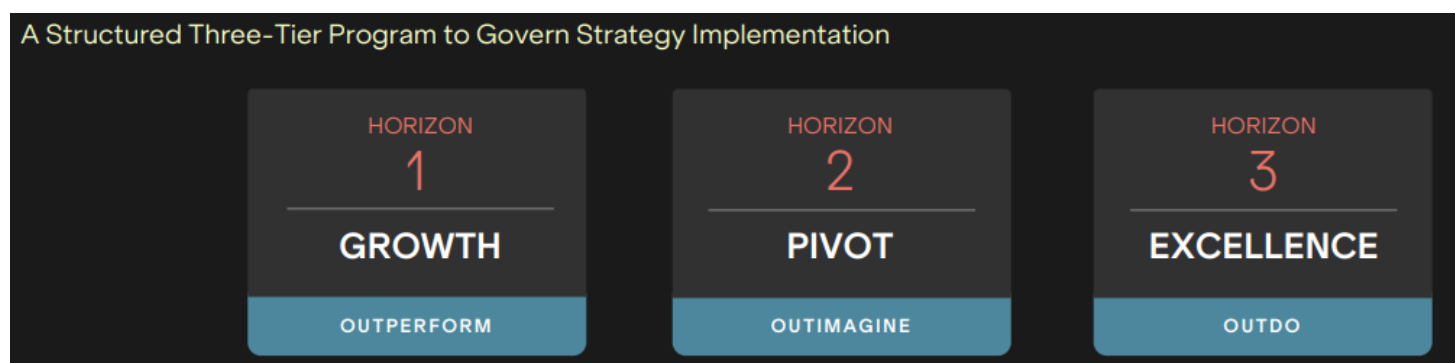 A Structured Three-Tier Program to Govern Strategy Implementation
HORIZON
1
GROWTH
OUTPERFORM
HORIZON
2
PIVOT
OUTIMAGINE
HORIZON
3
EXCELLENCE
OUTDO